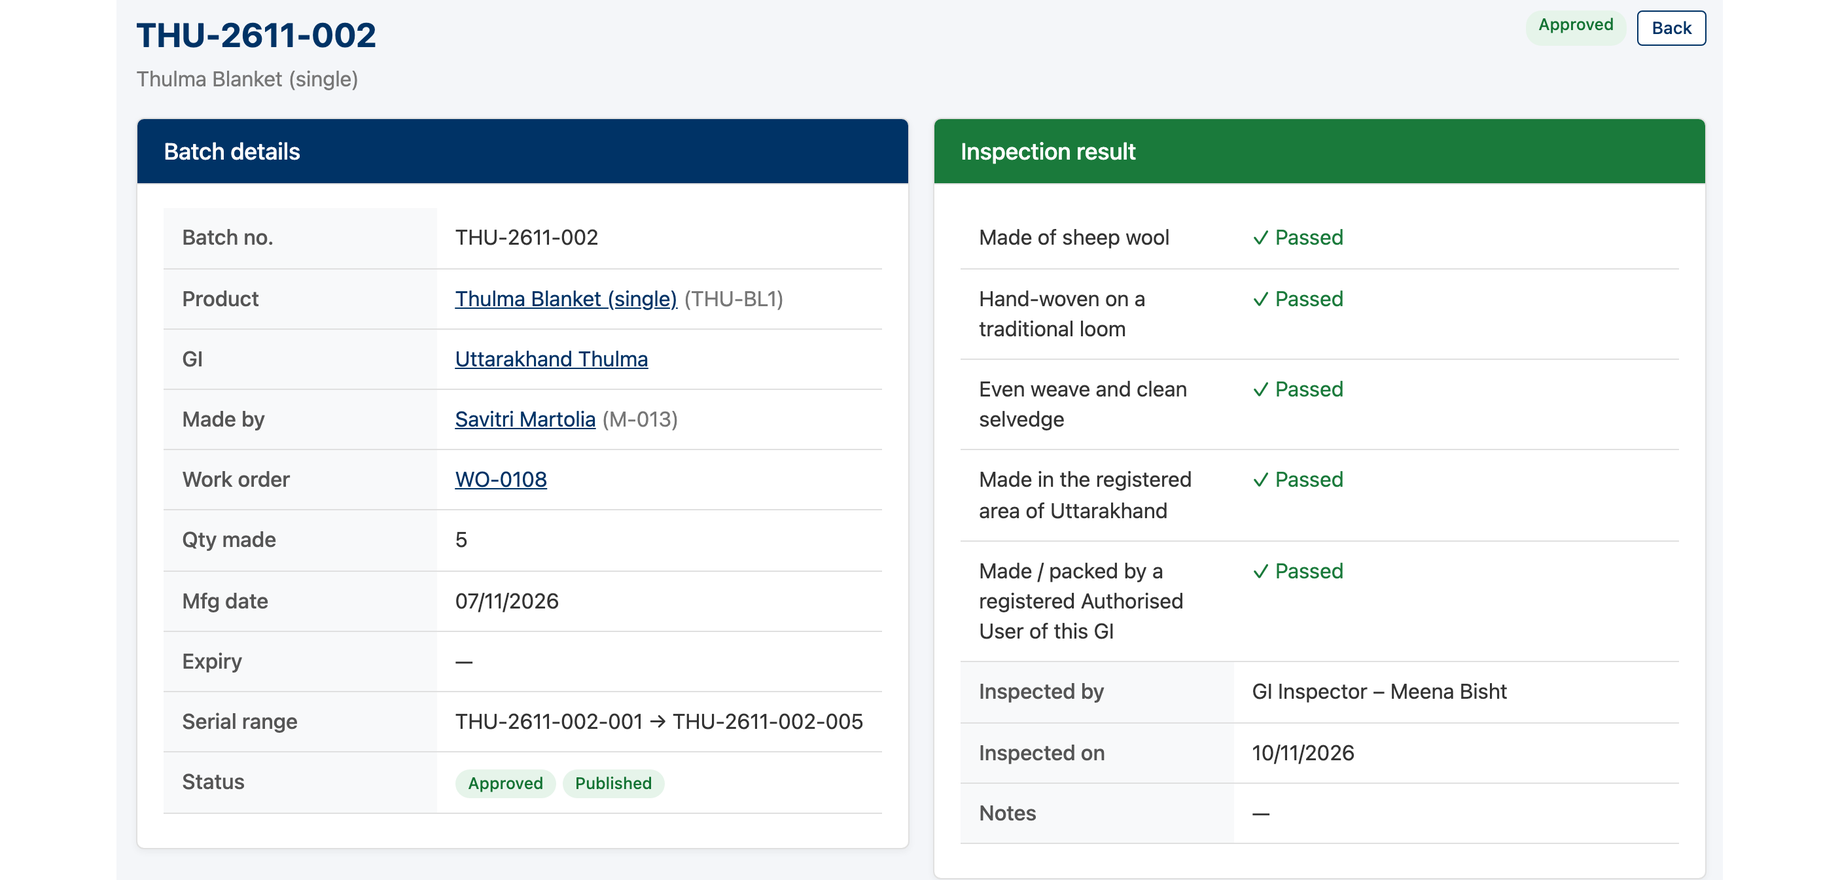 THU-2611-002
Approved
Back
Thulma Blanket (single)
Batch details
Batch no. THU-2611-002
Product Thulma Blanket (single) (THU-BL1)
GI Uttarakhand Thulma
Made by Savitri Martolia (M-013)
Work order WO-0108
Qty made 5
Mfg date 07/11/2026
Expiry —
Serial range THU-2611-002-001 → THU-2611-002-005
Status Approved Published
Inspection result
Made of sheep wool ✓ Passed
Hand-woven on a ✓ Passed
traditional loom
Even weave and clean ✓ Passed
selvedge
Made in the registered ✓ Passed
area of Uttarakhand
Made / packed by a ✓ Passed
registered Authorised
User of this GI
Inspected by GI Inspector – Meena Bisht
Inspected on 10/11/2026
Notes —